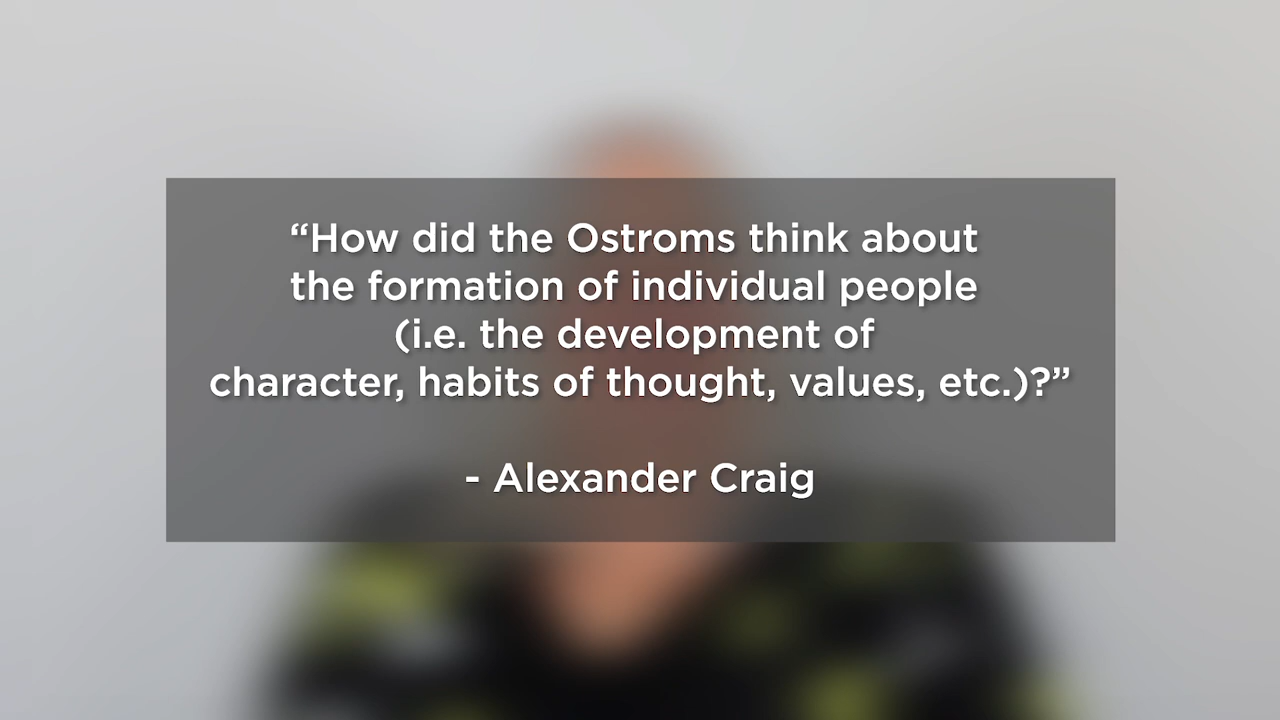 “How did the Ostroms think about
the formation of individual people
(i.e. the development of
character, habits of thought, values, etc.)?”
- Alexander Craig